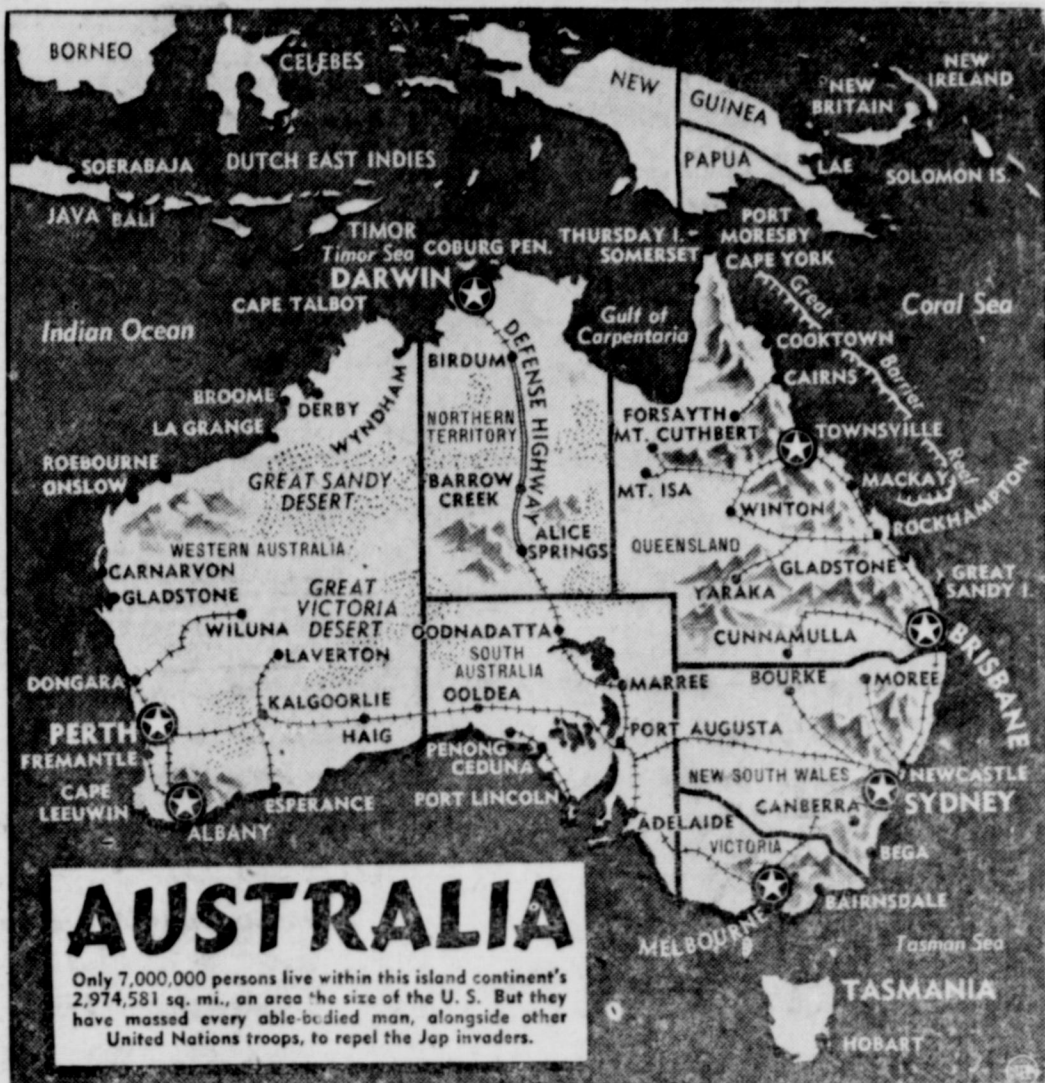 BORNEO
CELEBES
NEW
GUINEA
NEW
BRITAIN
NEW
IRELAND
SOERABAJA
DUTCH EAST INDIES
PAPUA
LAE
SOLOMON IS.
JAVA
BALI
TIMOR
Timor Sea
COBURG PEN.
THURSDAY I.
SOMERSET
PORT
MORESBY
CAPE YORK
DARWIN
CAPE TALBOT
Indian Ocean
Gulf of
Carpentaria
Great
Barrier
Reef
Coral Sea
BIRDUM
DEFENSE HIGHWAY
COOKTOWN
CAIRNS
BROOME
DERBY
WYNDHAM
LA GRANGE
NORTHERN
TERRITORY
FORSAYTH
MT. CUTHBERT
TOWNSVILLE
ROEBOURNE
ONSLOW
GREAT SANDY
DESERT
BARROW
CREEK
MT. ISA
MACKAY
WINTON
ROCKHAMPTON
WESTERN AUSTRALIA
ALICE
SPRINGS
QUEENSLAND
CARNARVON
GLADSTONE
GREAT
VICTORIA
DESERT
YARAKA
GLADSTONE
GREAT
SANDY I.
WILUNA
OODNADATTA
CUNNAMULLA
BRISBANE
LAVERTON
SOUTH
AUSTRALIA
DONGARA
MARREE
BOURKE
MOREE
KALGOORLIE
OOLDEA
PERTH
HAIG
PORT AUGUSTA
FREMANTLE
PENONG
CEDUNA
NEW SOUTH WALES
NEWCASTLE
CAPE
LEEUWIN
ESPERANCE
PORT LINCOLN
CANBERRA
SYDNEY
ALBANY
ADELAIDE
VICTORIA
BEGA
BAIRNSDALE
MELBOURNE
Tasman Sea
TASMANIA
HOBART
AUSTRALIA
Only 7,000,000 persons live within this island continent's
2,974,581 sq. mi., an area the size of the U. S. But they
have massed every able-bodied man, alongside other
United Nations troops, to repel the Jap invaders.